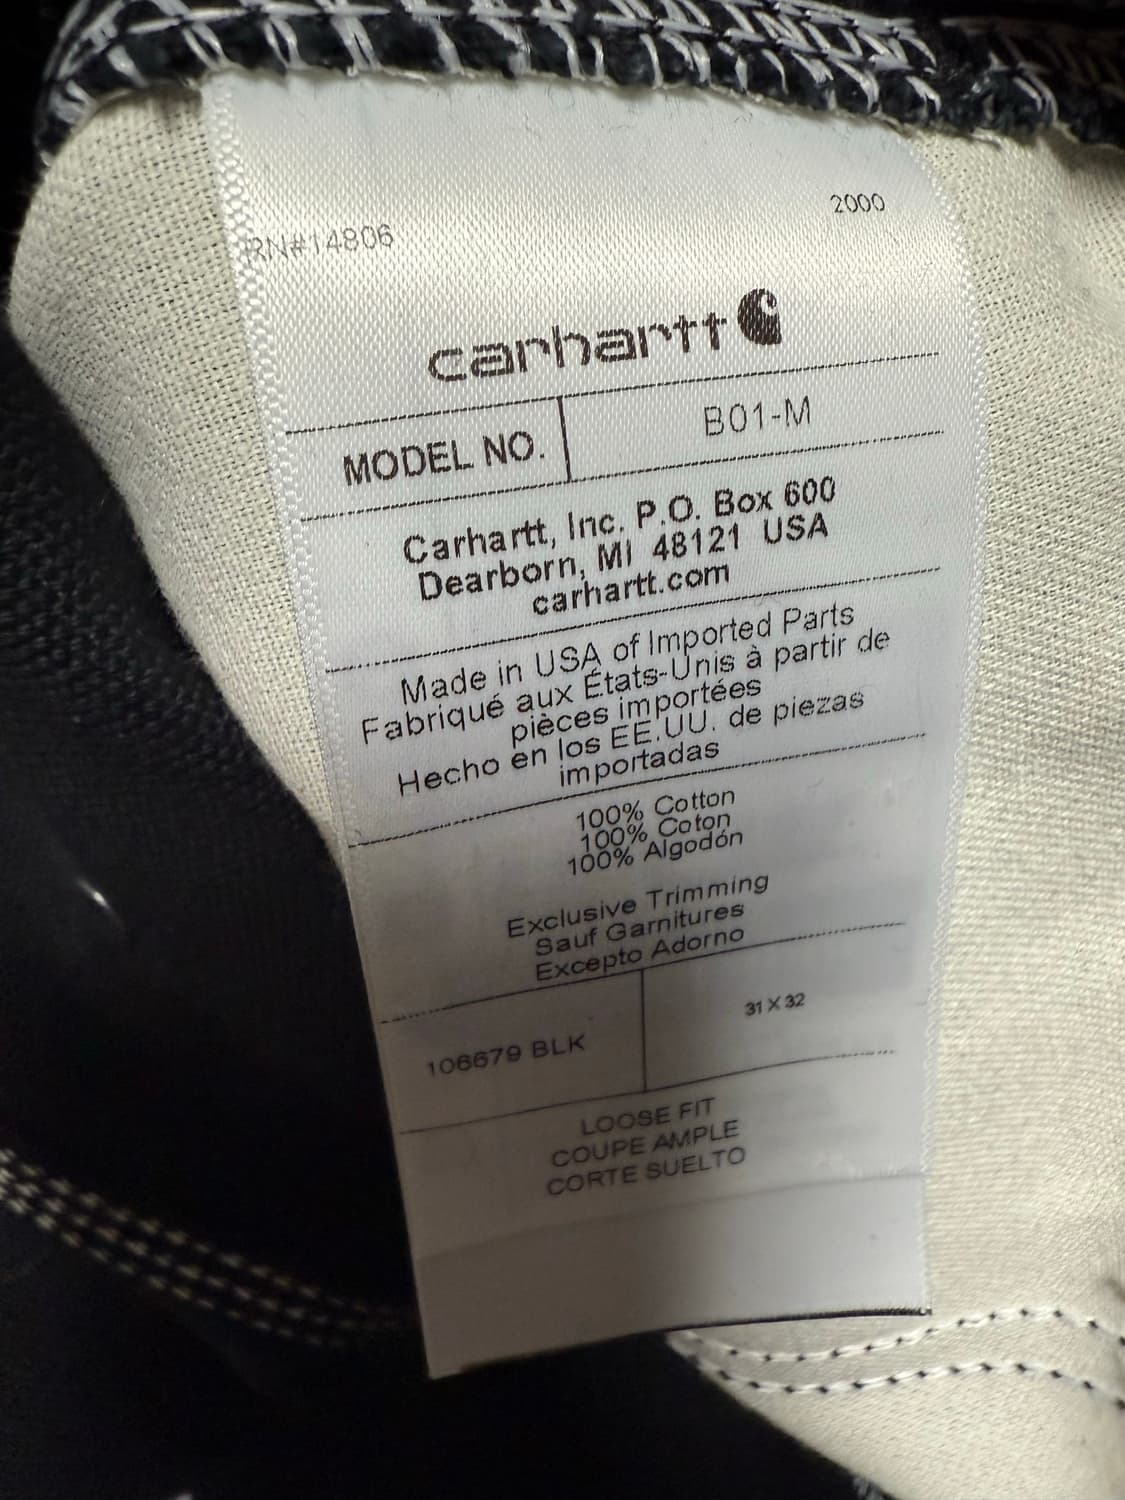 2000
RN#14806
carhartt
MODEL NO.
B01-M
Carhartt, Inc. P.O. Box 600
Dearborn, MI 48121 USA
carhartt.com
Made in USA of Imported Parts
Fabriqué aux États-Unis à partir de
pièces importées
Hecho en los EE.UU. de piezas
importadas
100% Cotton
100% Coton
100% Algodón
Exclusive Trimming
Sauf Garnitures
Excepto Adorno
106679 BLK
31 X 32
LOOSE FIT
COUPE AMPLE
CORTE SUELTO